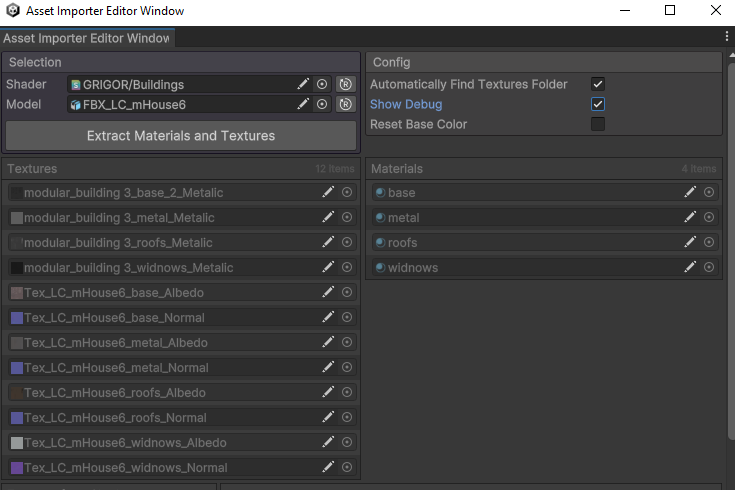 Asset Importer Editor Window
Asset Importer Editor Window
Selection
Shader GRIGOR/Buildings
Model FBX_LC_mHouse6
Extract Materials and Textures
Config
Automatically Find Textures Folder
Show Debug
Reset Base Color
Textures 12 Items
modular_building 3_base_2_Metalic
modular_building 3_metal_Metalic
modular_building 3_roofs_Metalic
modular_building 3_widnows_Metalic
Tex_LC_mHouse6_base_Albedo
Tex_LC_mHouse6_base_Normal
Tex_LC_mHouse6_metal_Albedo
Tex_LC_mHouse6_metal_Normal
Tex_LC_mHouse6_roofs_Albedo
Tex_LC_mHouse6_roofs_Normal
Tex_LC_mHouse6_widnows_Albedo
Tex_LC_mHouse6_widnows_Normal
Materials 4 Items
base
metal
roofs
widnows